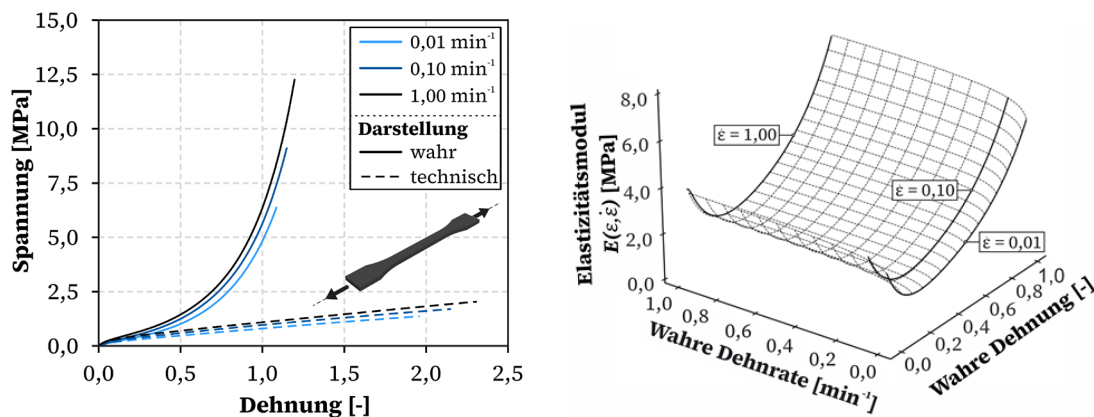 15,0
12,5
10,0
7,5
5,0
2,5
0,0
Spannung [MPa]
0,01 min⁻¹
0,10 min⁻¹
1,00 min⁻¹
Darstellung
wahr
technisch
0,0 0,5 1,0 1,5 2,0 2,5
Dehnung [-]
Elastizitätsmodul
E(ε,ε̇) [MPa]
8,0
6,0
4,0
2,0
0,0
ε̇ = 1,00
ε̇ = 0,10
ε̇ = 0,01
1,0 0,8 0,6 0,4 0,2 0,0
Wahre Dehnrate [min⁻¹]
0,0 0,2 0,4 0,6 0,8 1,0
Wahre Dehnung [-]